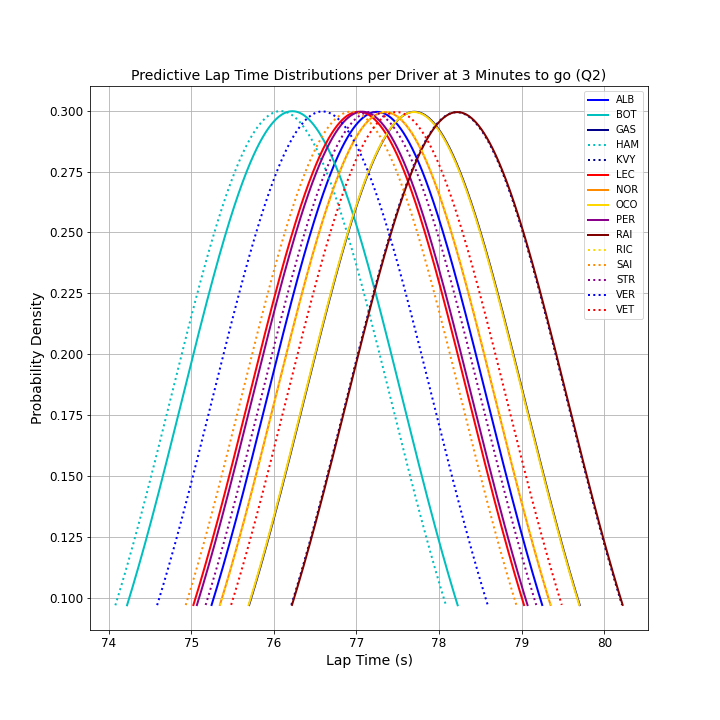 Predictive Lap Time Distributions per Driver at 3 Minutes to go (Q2)
0.300
0.275
0.250
0.225
0.200
0.175
0.150
0.125
0.100
Probability Density
ALB
BOT
GAS
HAM
KVY
LEC
NOR
OCO
PER
RAI
RIC
SAI
STR
VER
VET
74 75 76 77 78 79 80
Lap Time (s)